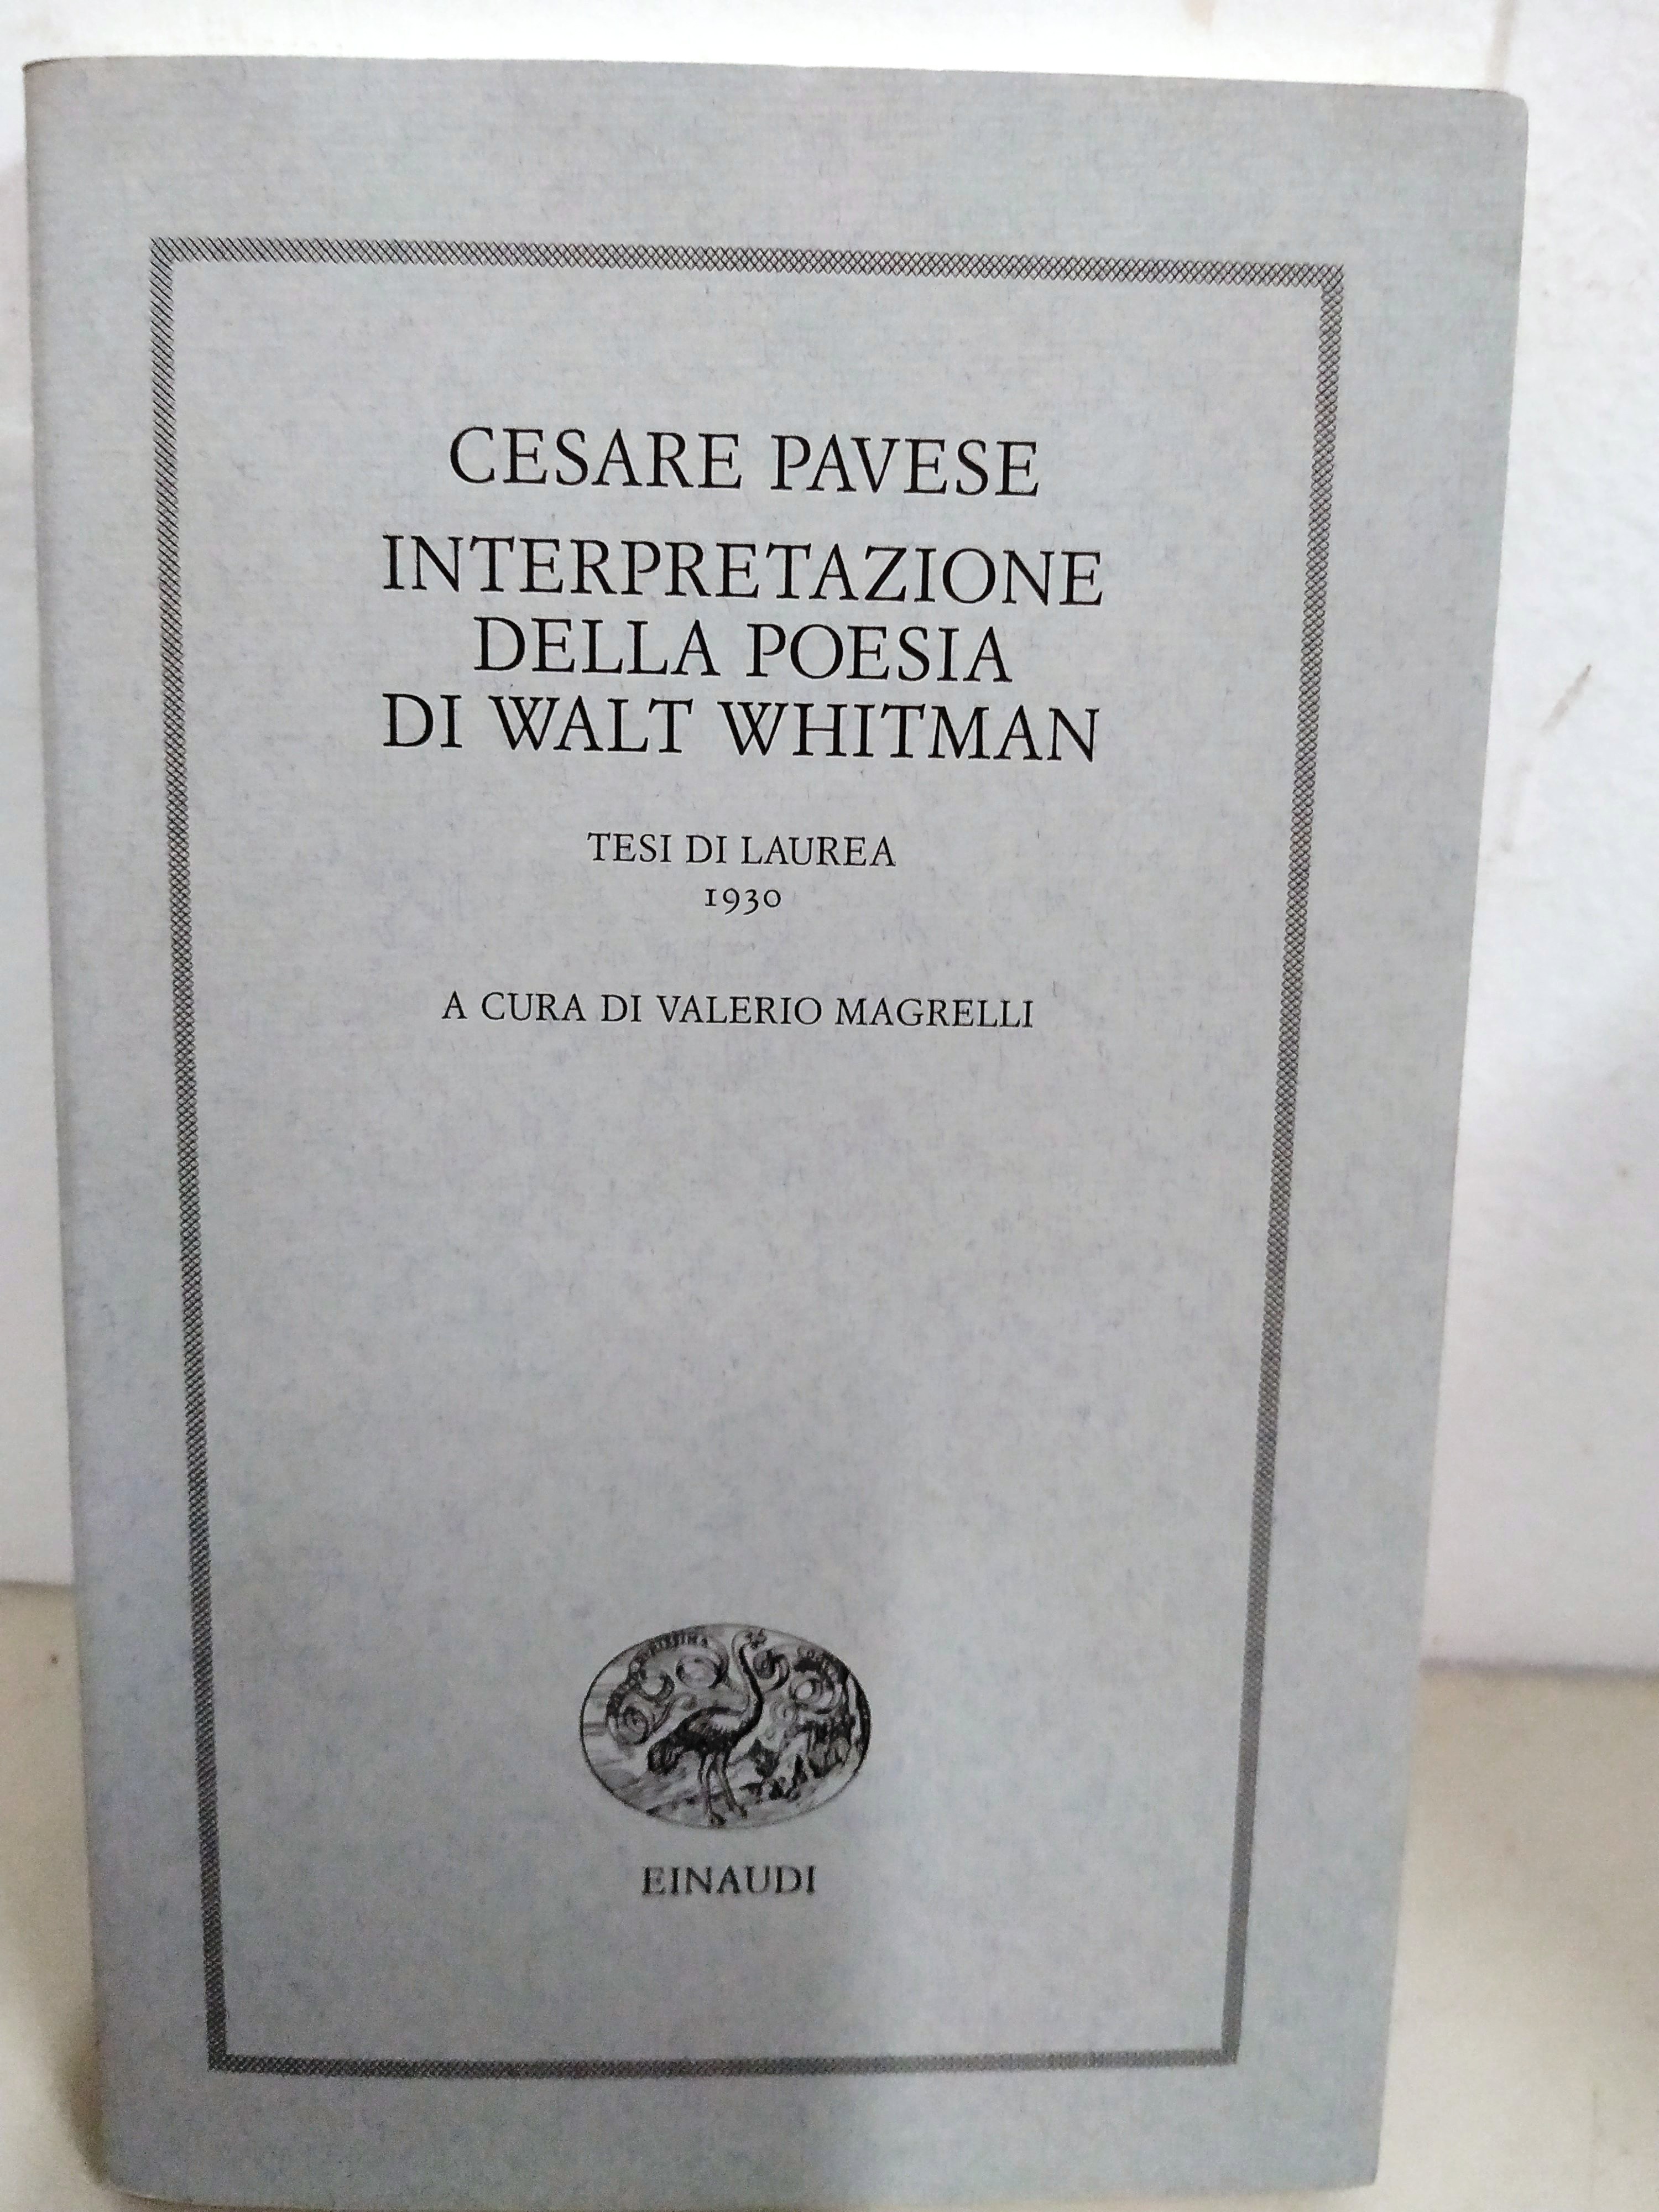 CESARE PAVESE
INTERPRETAZIONE
DELLA POESIA
DI WALT WHITMAN
TESI DI LAUREA
1930
A CURA DI VALERIO MAGRELLI
EINAUDI